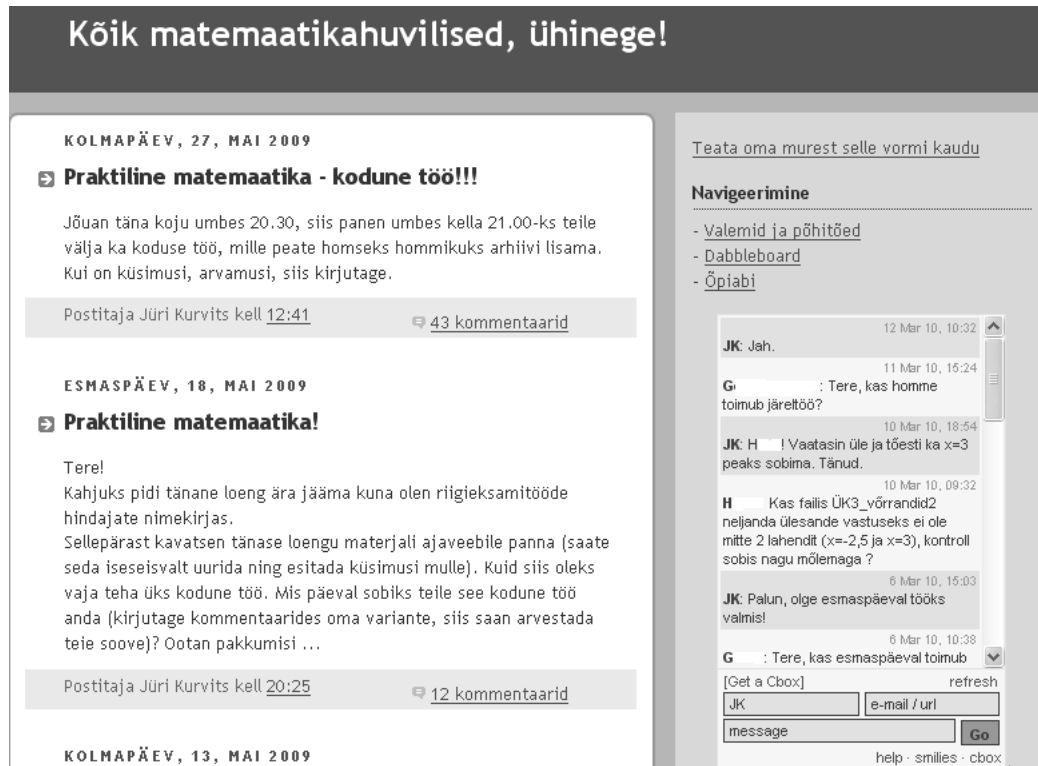 Kõik matemaatikahuvilised, ühinege!
KOLMAPÄEV, 27, MAI 2009
Praktiline matemaatika - kodune töö!!!
Jõuan täna koju umbes 20.30, siis panen umbes kella 21.00-ks teile
välja ka koduse töö, mille peate homseks hommikuks arhiivi lisama.
Kui on küsimusi, arvamusi, siis kirjutage.
Postitaja Jüri Kurvits kell 12:41
43 kommentaarid
ESMASPÄEV, 18, MAI 2009
Praktiline matemaatika!
Tere!
Kahjuks pidi tänane loeng ära jääma kuna olen riigieksamitööde
hindajate nimekirjas.
Sellepärast kavatsen tänase loengu materjali ajaveebile panna (saate
seda iseseisvalt uurida ning esitada küsimusi mulle). Kuid siis oleks
vaja teha üks kodune töö. Mis päeval sobiks teile see kodune töö
anda (kirjutage kommentaarides oma variante, siis saan arvestada
teie soove)? Ootan pakkumisi ...
Postitaja Jüri Kurvits kell 20:25
12 kommentaarid
KOLMAPÄEV, 13, MAI 2009
Teata oma murest selle vormi kaudu
Navigeerimine
- Valemid ja põhitõed
- Dabbleboard
- Õpiabi
12 Mar 10, 10:32
JK: Jah.
11 Mar 10, 15:24
G : Tere, kas homme
toimub järeltöö?
10 Mar 10, 18:54
JK: H ! Vaatasin üle ja tõesti ka x=3
peaks sobima. Tänud.
10 Mar 10, 09:32
H Kas failis ÜK3_võrrandid2
neljanda ülesande vastuseks ei ole
mitte 2 lahendit (x=-2,5 ja x=3), kontroll
sobis nagu mõlemaga ?
6 Mar 10, 15:03
JK: Palun, olge esmaspäeval tööks
valmis!
6 Mar 10, 10:38
G : Tere, kas esmaspäeval toimub
[Get a Cbox] refresh
JK e-mail / url
message Go
help · smilies · cbox